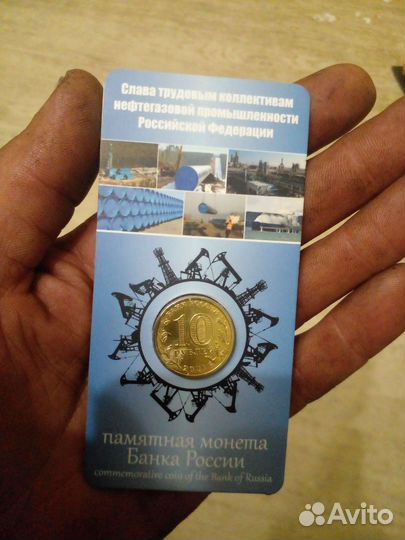 Слава трудовым коллективам
нефтегазовой промышленности
Российской Федерации
10
памятная монета
Банка России
commemorative coin of the Bank of Russia
Avito